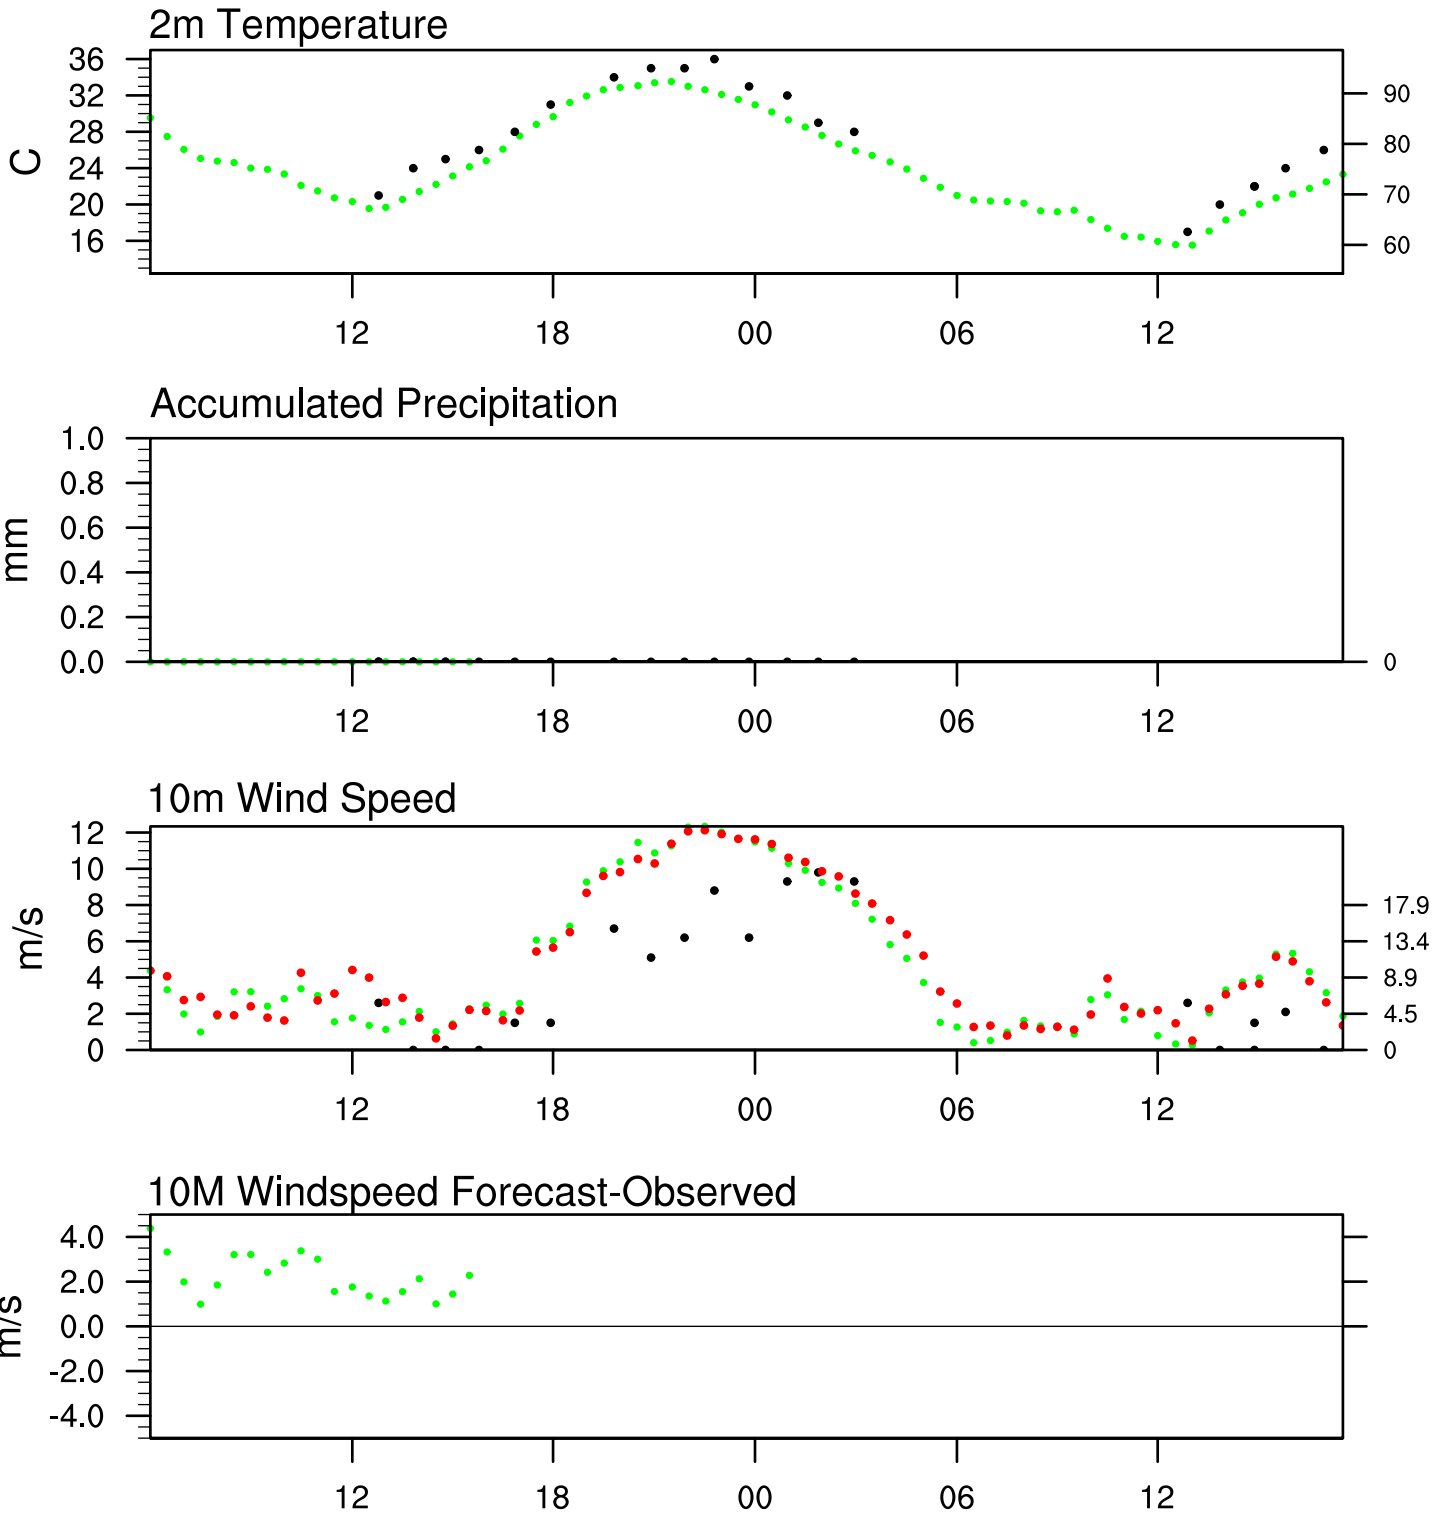 2m Temperature
36
32
28
24
20
16
C
90
80
70
60
12 18 00 06 12
Accumulated Precipitation
1.0
0.8
0.6
0.4
0.2
0.0
mm
0
12 18 00 06 12
10m Wind Speed
12
10
8
6
4
2
0
m/s
17.9
13.4
8.9
4.5
0
12 18 00 06 12
10M Windspeed Forecast-Observed
4.0
2.0
0.0
-2.0
-4.0
m/s
12 18 00 06 12